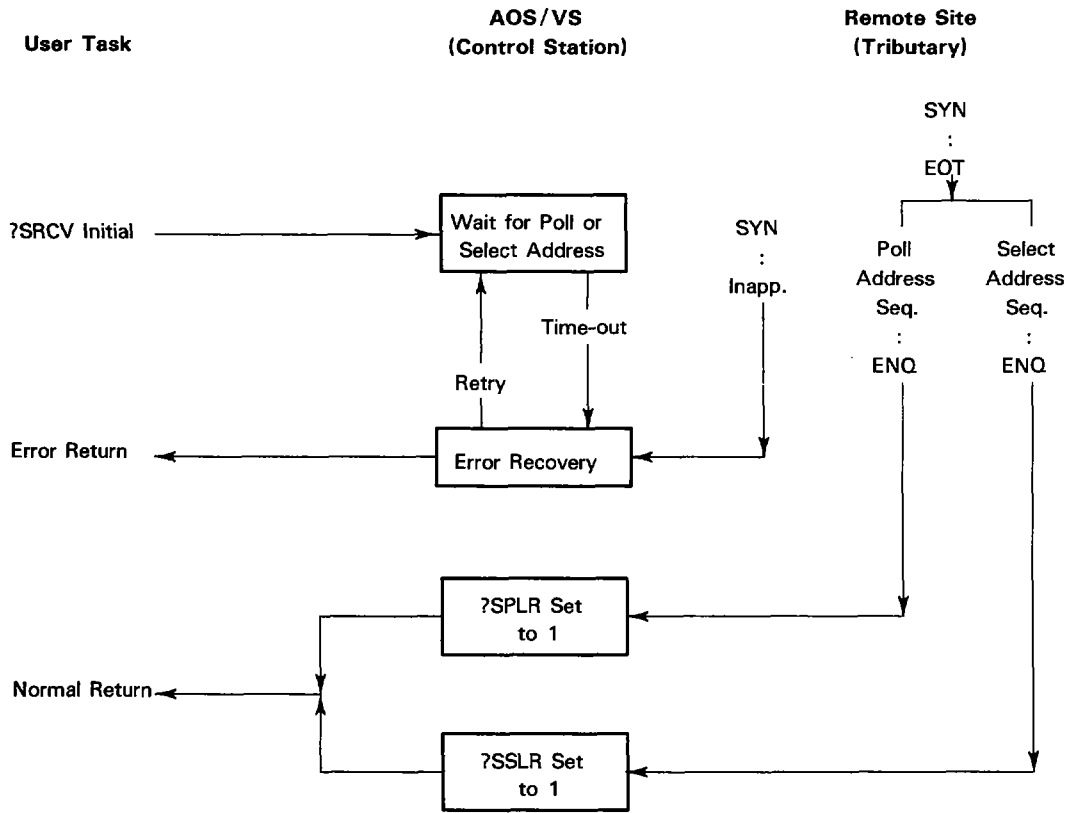 User Task
AOS/VS
(Control Station)
Remote Site
(Tributary)
SYN
:
EOT
?SRCV Initial
Wait for Poll or
Select Address
SYN
:
Inapp.
Poll
Address
Seq.
:
ENQ
Select
Address
Seq.
:
ENQ
Time-out
Retry
Error Return
Error Recovery
?SPLR Set
to 1
Normal Return
?SSLR Set
to 1